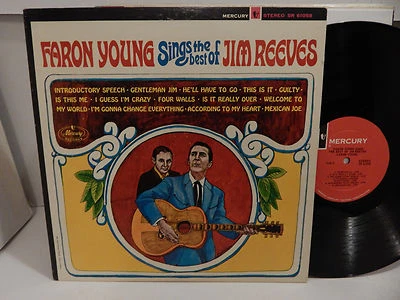 MERCURY STEREO SR 61058
FARON YOUNG Sings the best of JIM REEVES
INTRODUCTORY SPEECH · GENTLEMAN JIM · HE'LL HAVE TO GO · THIS IS IT · GUILTY ·
IS THIS ME · I GUESS I'M CRAZY · FOUR WALLS · IS IT REALLY OVER · WELCOME TO
MY WORLD · I'M GONNA CHANGE EVERYTHING · ACCORDING TO MY HEART · MEXICAN JOE
Mercury
RECORDS
MERCURY